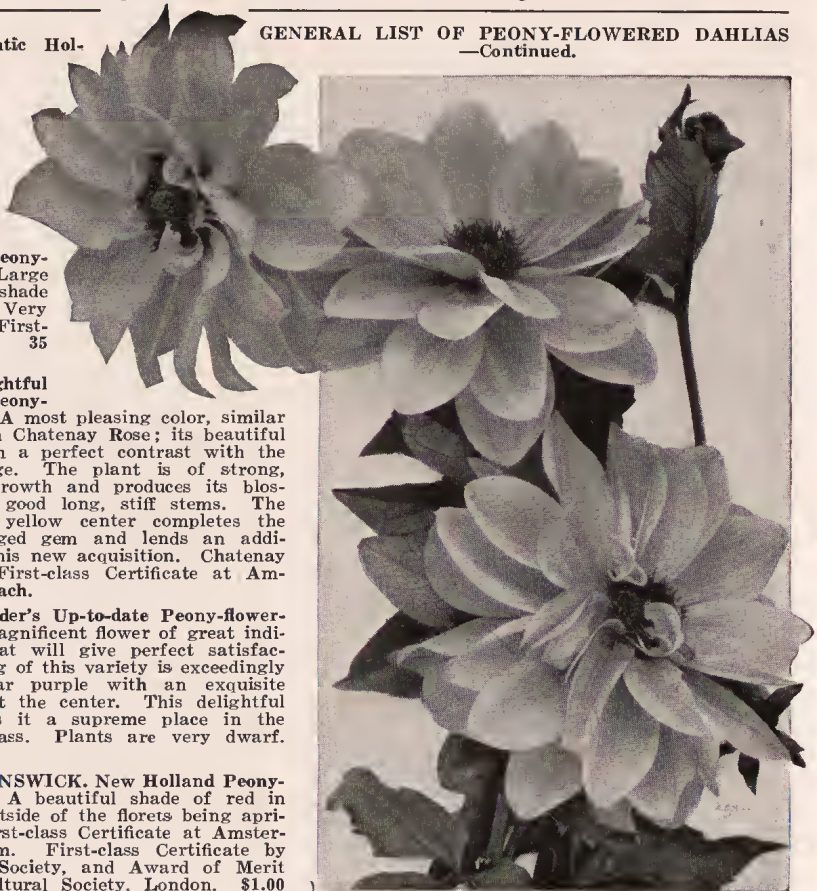 GENERAL LIST OF PEONY-FLOWERED DAHLIAS
—Continued.
ntic Hol-
eony-
Large
shade
Very
First-
35
ghtful
eony-
A most pleasing color, similar
Chatenay Rose; its beautiful
n a perfect contrast with the
ge. The plant is of strong,
rowth and produces its blos-
good long, stiff stems. The
yellow center completes the
ged gem and lends an addi-
his new acquisition. Chatenay
First-class Certificate at Am-
ach.
der's Up-to-date Peony-flower-
agnificent flower of great indi-
at will give perfect satisfac-
g of this variety is exceedingly
ar purple with an exquisite
t the center. This delightful
s it a supreme place in the
ass. Plants are very dwarf.
NSWICK. New Holland Peony-
A beautiful shade of red in
tside of the florets being apri-
rst-class Certificate at Amster-
m. First-class Certificate by
Society, and Award of Merit
ltural Society, London. $1.00